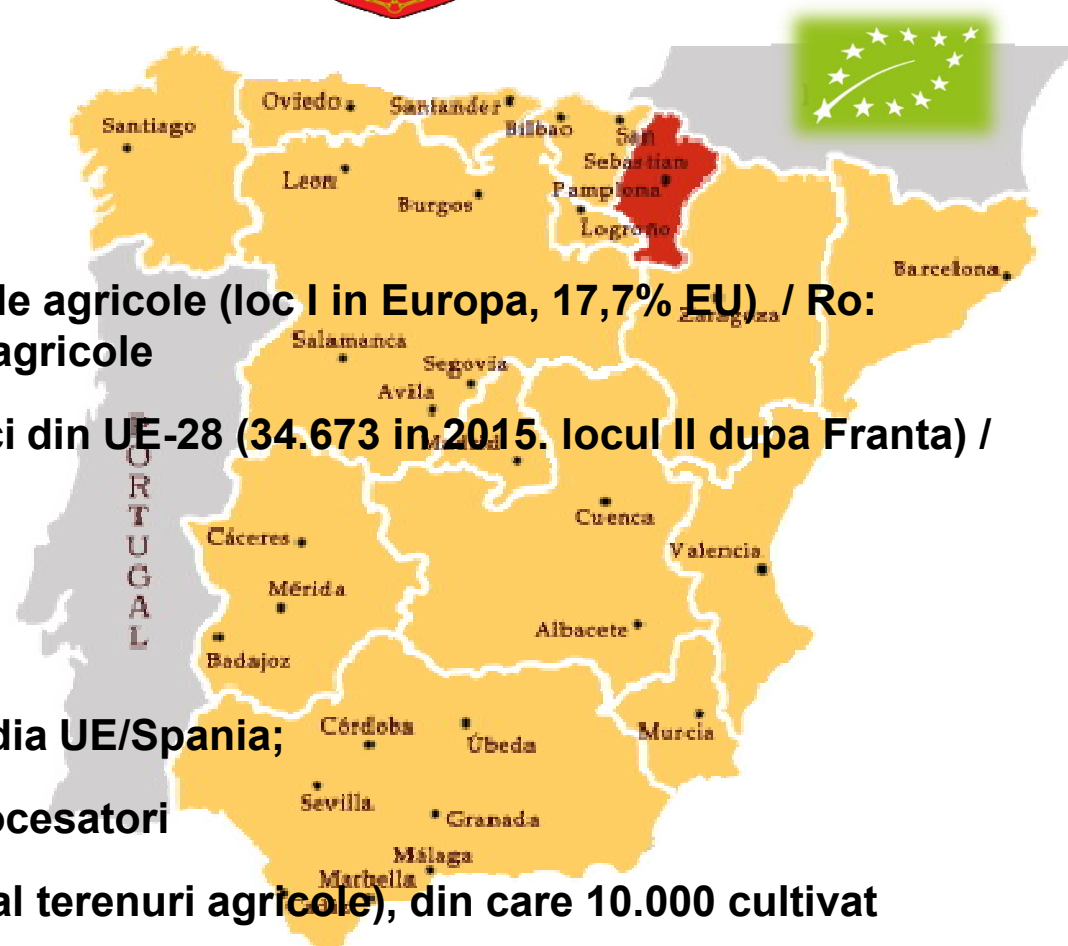 Oviedo
Santander
Bilbao
San
Sebastian
Santiago
Leon
Burgos
Pamplona
Logroño
Barcelona
le agricole (loc I in Europa, 17,7% EU) / Ro:
Zaragoza
agricole
Salamanca
Segovia
Avila
ci din UE-28 (34.673 in 2015. locul II dupa Franta) /
Madrid
PORTUGAL
Cuenca
Cáceres
Valencia
Mérida
Albacete
Badajoz
dia UE/Spania;
Córdoba
Úbeda
Murcia
Sevilla
ocesatori
Granada
Málaga
Marbella
al terenuri agricole), din care 10.000 cultivat
Cadiz